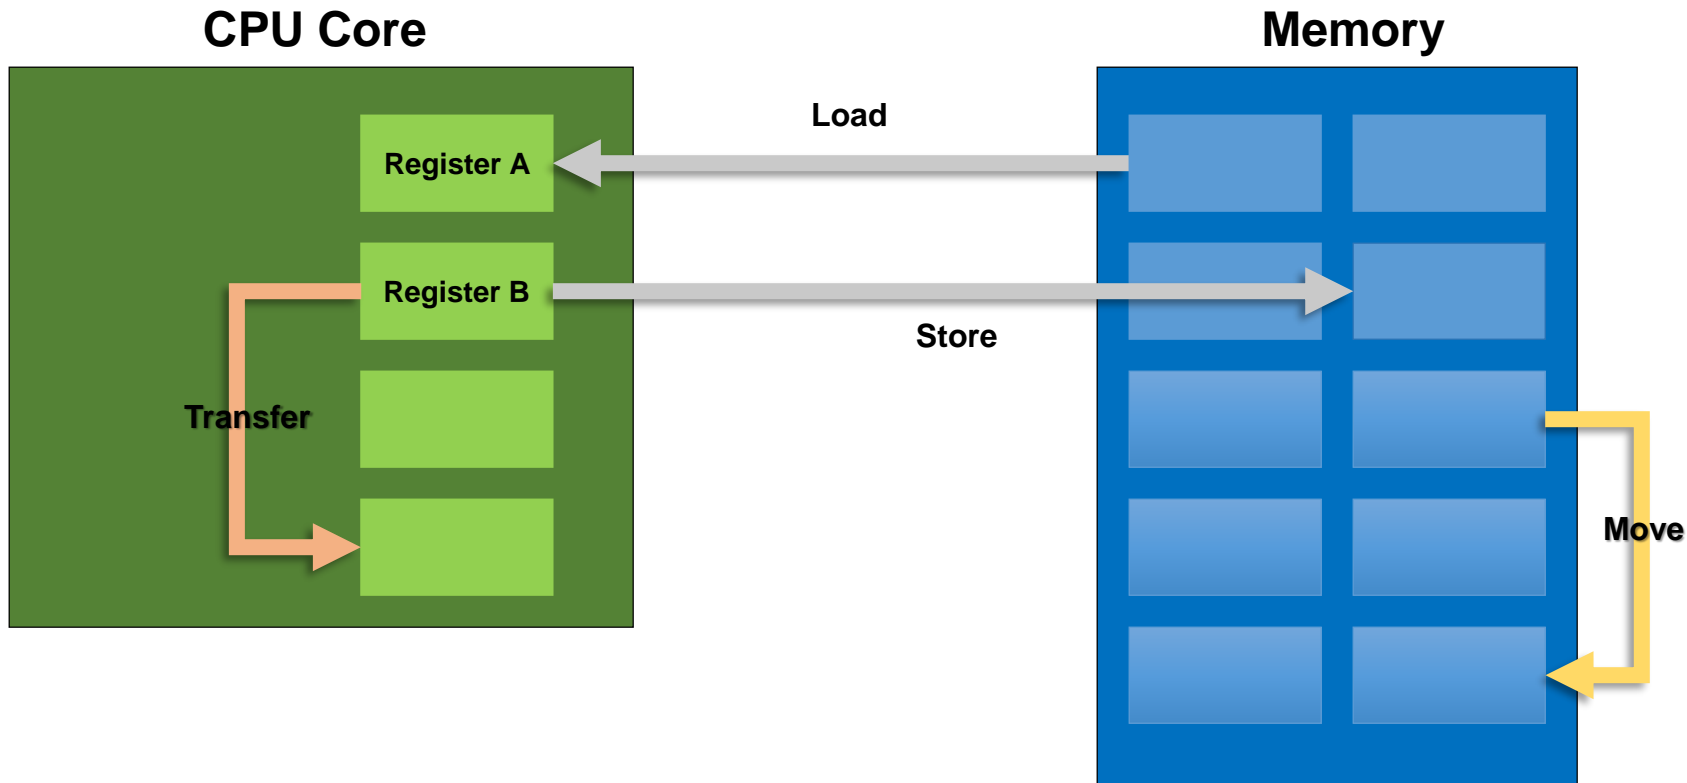 CPU Core
Memory
Load
Register A
Register B
Store
Transfer
Move